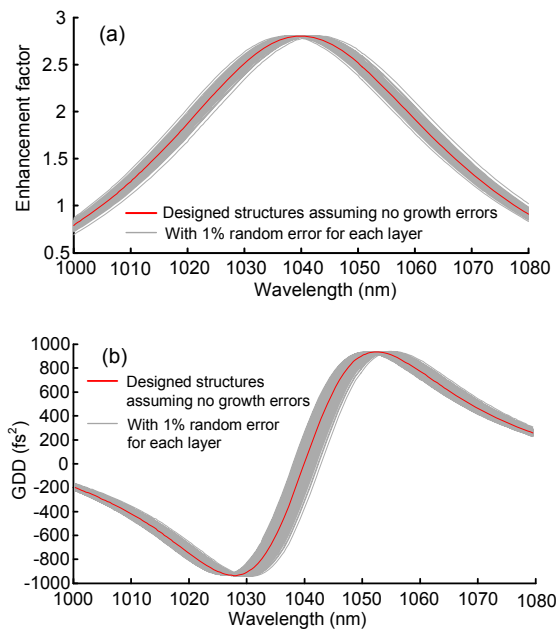 (a)
3
2.5
2
1.5
1
0.5
Enhancement factor
Designed structures assuming no growth errors
With 1% random error for each layer
1000 1010 1020 1030 1040 1050 1060 1070 1080
Wavelength (nm)
(b)
1000
800
600
400
200
0
-200
-400
-600
-800
-1000
GDD (fs²)
Designed structures
assuming no growth errors
With 1% random error
for each layer
1000 1010 1020 1030 1040 1050 1060 1070 1080
Wavelength (nm)